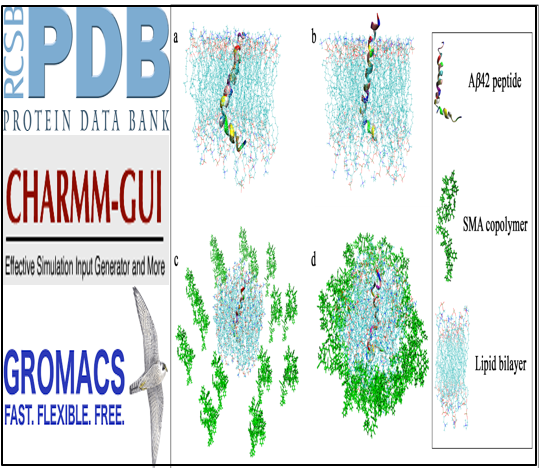 RCSB
PDB
PROTEIN DATA BANK
CHARMM-GUI
Effective Simulation Input Generator and More
GROMACS
FAST. FLEXIBLE. FREE.
a
b
c
d
Aβ42 peptide
SMA copolymer
Lipid bilayer